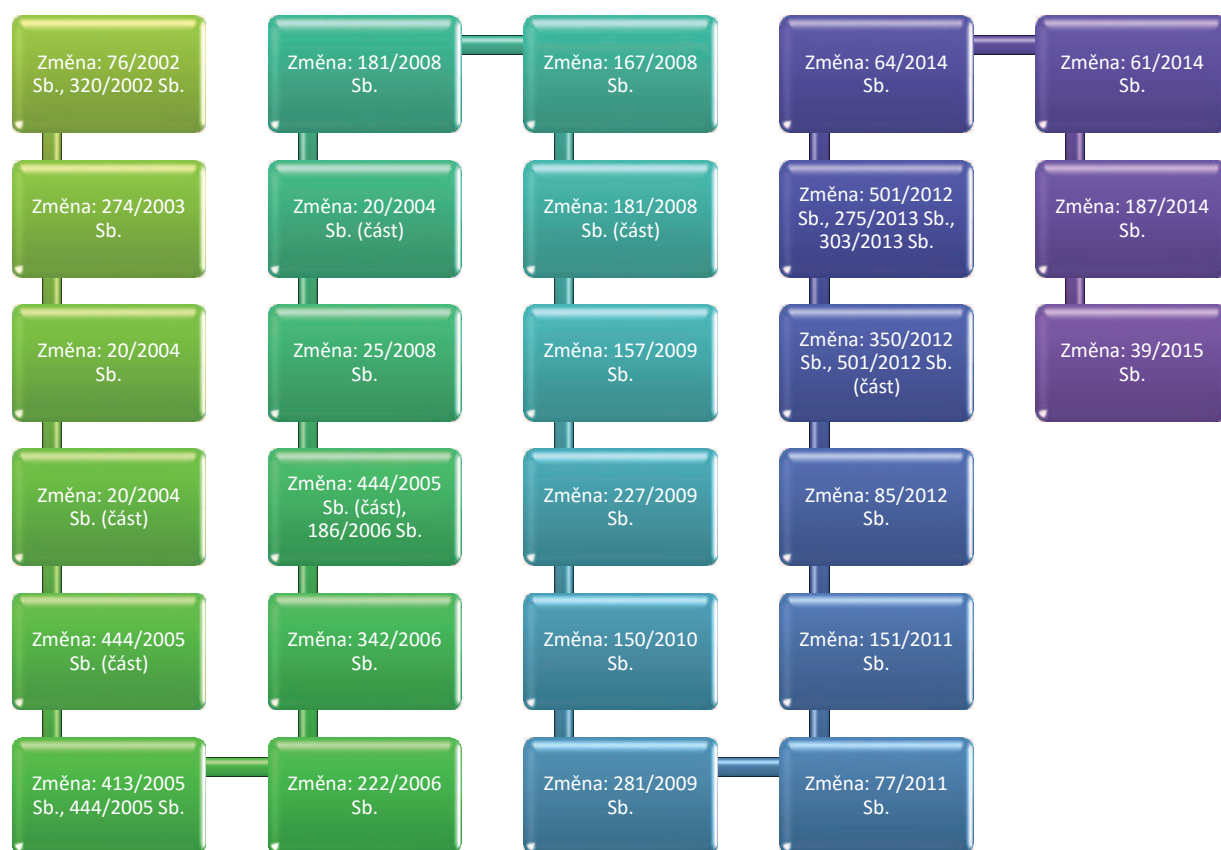 Změna: 76/2002
Sb., 320/2002 Sb.
Změna: 274/2003
Sb.
Změna: 20/2004
Sb.
Změna: 20/2004
Sb. (část)
Změna: 444/2005
Sb. (část)
Změna: 413/2005
Sb., 444/2005 Sb.
Změna: 222/2006
Sb.
Změna: 342/2006
Sb.
Změna: 444/2005
Sb. (část),
186/2006 Sb.
Změna: 25/2008
Sb.
Změna: 20/2004
Sb. (část)
Změna: 181/2008
Sb.
Změna: 167/2008
Sb.
Změna: 181/2008
Sb. (část)
Změna: 157/2009
Sb.
Změna: 227/2009
Sb.
Změna: 150/2010
Sb.
Změna: 281/2009
Sb.
Změna: 77/2011
Sb.
Změna: 151/2011
Sb.
Změna: 85/2012
Sb.
Změna: 350/2012
Sb., 501/2012 Sb.
(část)
Změna: 501/2012
Sb., 275/2013 Sb.,
303/2013 Sb.
Změna: 64/2014
Sb.
Změna: 61/2014
Sb.
Změna: 187/2014
Sb.
Změna: 39/2015
Sb.